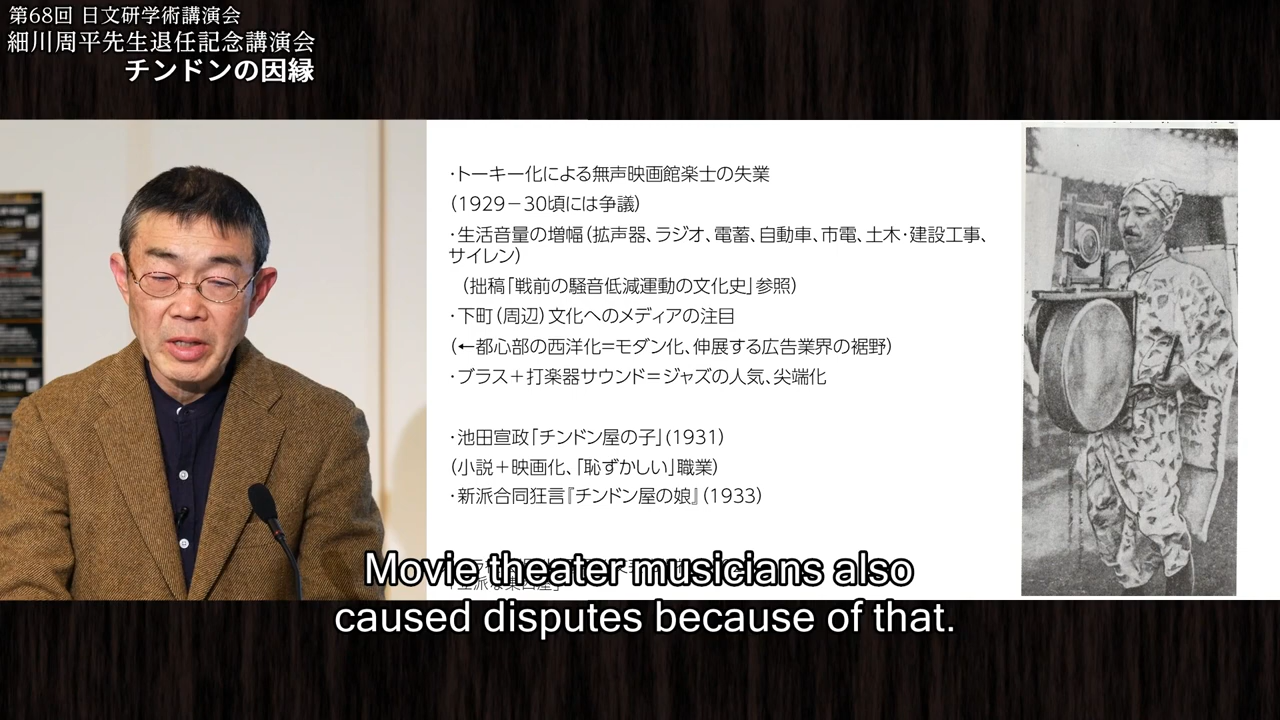 第68回 日文研学術講演会
細川周平先生退任記念講演会
チンドンの因縁
・トーキー化による無声映画館楽士の失業
(1929－30頃には争議)
・生活音量の増幅(拡声器、ラジオ、電蓄、自動車、市電、土木・建設工事、
サイレン)
(拙稿「戦前の騒音低減運動の文化史」参照)
・下町(周辺)文化へのメディアの注目
(←都心部の西洋化=モダン化、伸展する広告業界の裾野)
・ブラス＋打楽器サウンド＝ジャズの人気、尖端化
・池田宣政「チンドン屋の子」(1931)
(小説＋映画化、「恥ずかしい」職業)
・新派合同狂言『チンドン屋の娘』(1933)
Movie theater musicians also
caused disputes because of that.